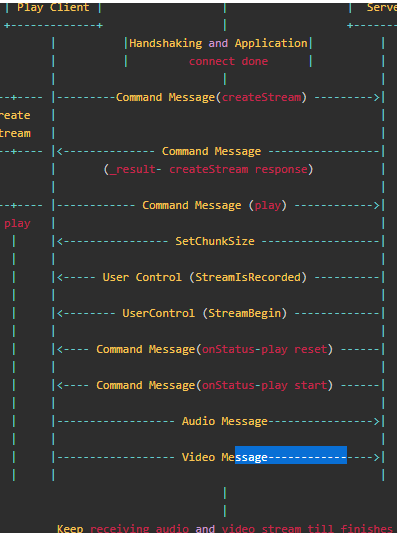 | Play Client | | | Serve
+-------------+ | +------
| |Handshaking and Application| |
| | connect done | |
| | |
--+---- |---------Command Message(createStream) --------->|
reate | |
tream | |
--+---- |<--------------- Command Message ------------------|
| (_result- createStream response) |
| |
--+---- |------------- Command Message (play) ------------->|
play | |
| |<----------------- SetChunkSize -------------------|
| | |
| |<----- User Control (StreamIsRecorded) ------------|
| | |
| |<-------- UserControl (StreamBegin) ---------------|
| | |
| |<---- Command Message(onStatus-play reset) ------|
| | |
| |<---- Command Message(onStatus-play start) ------|
| | |
| |------------------ Audio Message---------------->|
| | |
| |------------------ Video Message---------------->|
| | |
|
|
Keep receiving audio and video stream till finishes